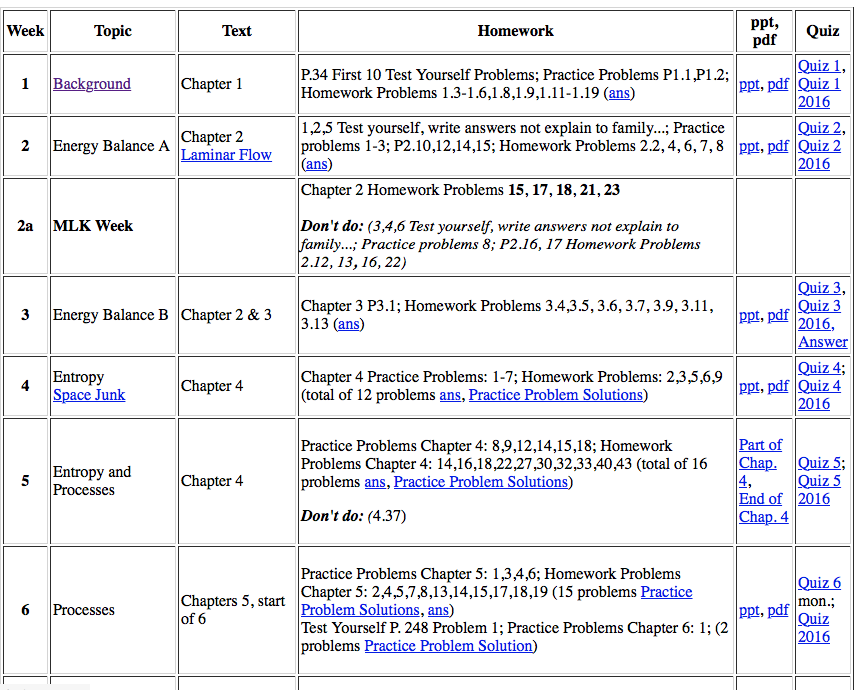 Week Topic Text Homework ppt, pdf Quiz
1 Background Chapter 1
P.34 First 10 Test Yourself Problems; Practice Problems P1.1,P1.2;
Homework Problems 1.3-1.6,1.8,1.9,1.11-1.19 (ans)
ppt, pdf
Quiz 1,
Quiz 1
2016
2 Energy Balance A
Chapter 2
Laminar Flow
1,2,5 Test yourself, write answers not explain to family...; Practice
problems 1-3; P2.10,12,14,15; Homework Problems 2.2, 4, 6, 7, 8
(ans)
ppt, pdf
Quiz 2,
Quiz 2
2016
2a MLK Week
Chapter 2 Homework Problems 15, 17, 18, 21, 23
Don't do: (3,4,6 Test yourself, write answers not explain to
family...; Practice problems 8; P2.16, 17 Homework Problems
2.12, 13, 16, 22)
3 Energy Balance B Chapter 2 & 3
Chapter 3 P3.1; Homework Problems 3.4,3.5, 3.6, 3.7, 3.9, 3.11,
3.13 (ans)
ppt, pdf
Quiz 3,
Quiz 3
2016,
Answer
4
Entropy
Space Junk
Chapter 4
Chapter 4 Practice Problems: 1-7; Homework Problems: 2,3,5,6,9
(total of 12 problems ans, Practice Problem Solutions)
ppt, pdf
Quiz 4;
Quiz 4
2016
5
Entropy and
Processes
Chapter 4
Practice Problems Chapter 4: 8,9,12,14,15,18; Homework
Problems Chapter 4: 14,16,18,22,27,30,32,33,40,43 (total of 16
problems ans, Practice Problem Solutions)
Don't do: (4.37)
Part of
Chap.
4,
End of
Chap. 4
Quiz 5;
Quiz 5
2016
6 Processes
Chapters 5, start
of 6
Practice Problems Chapter 5: 1,3,4,6; Homework Problems
Chapter 5: 2,4,5,7,8,13,14,15,17,18,19 (15 problems Practice
Problem Solutions, ans)
Test Yourself P. 248 Problem 1; Practice Problems Chapter 6: 1; (2
problems Practice Problem Solution)
ppt, pdf
Quiz 6
mon.;
Quiz
2016